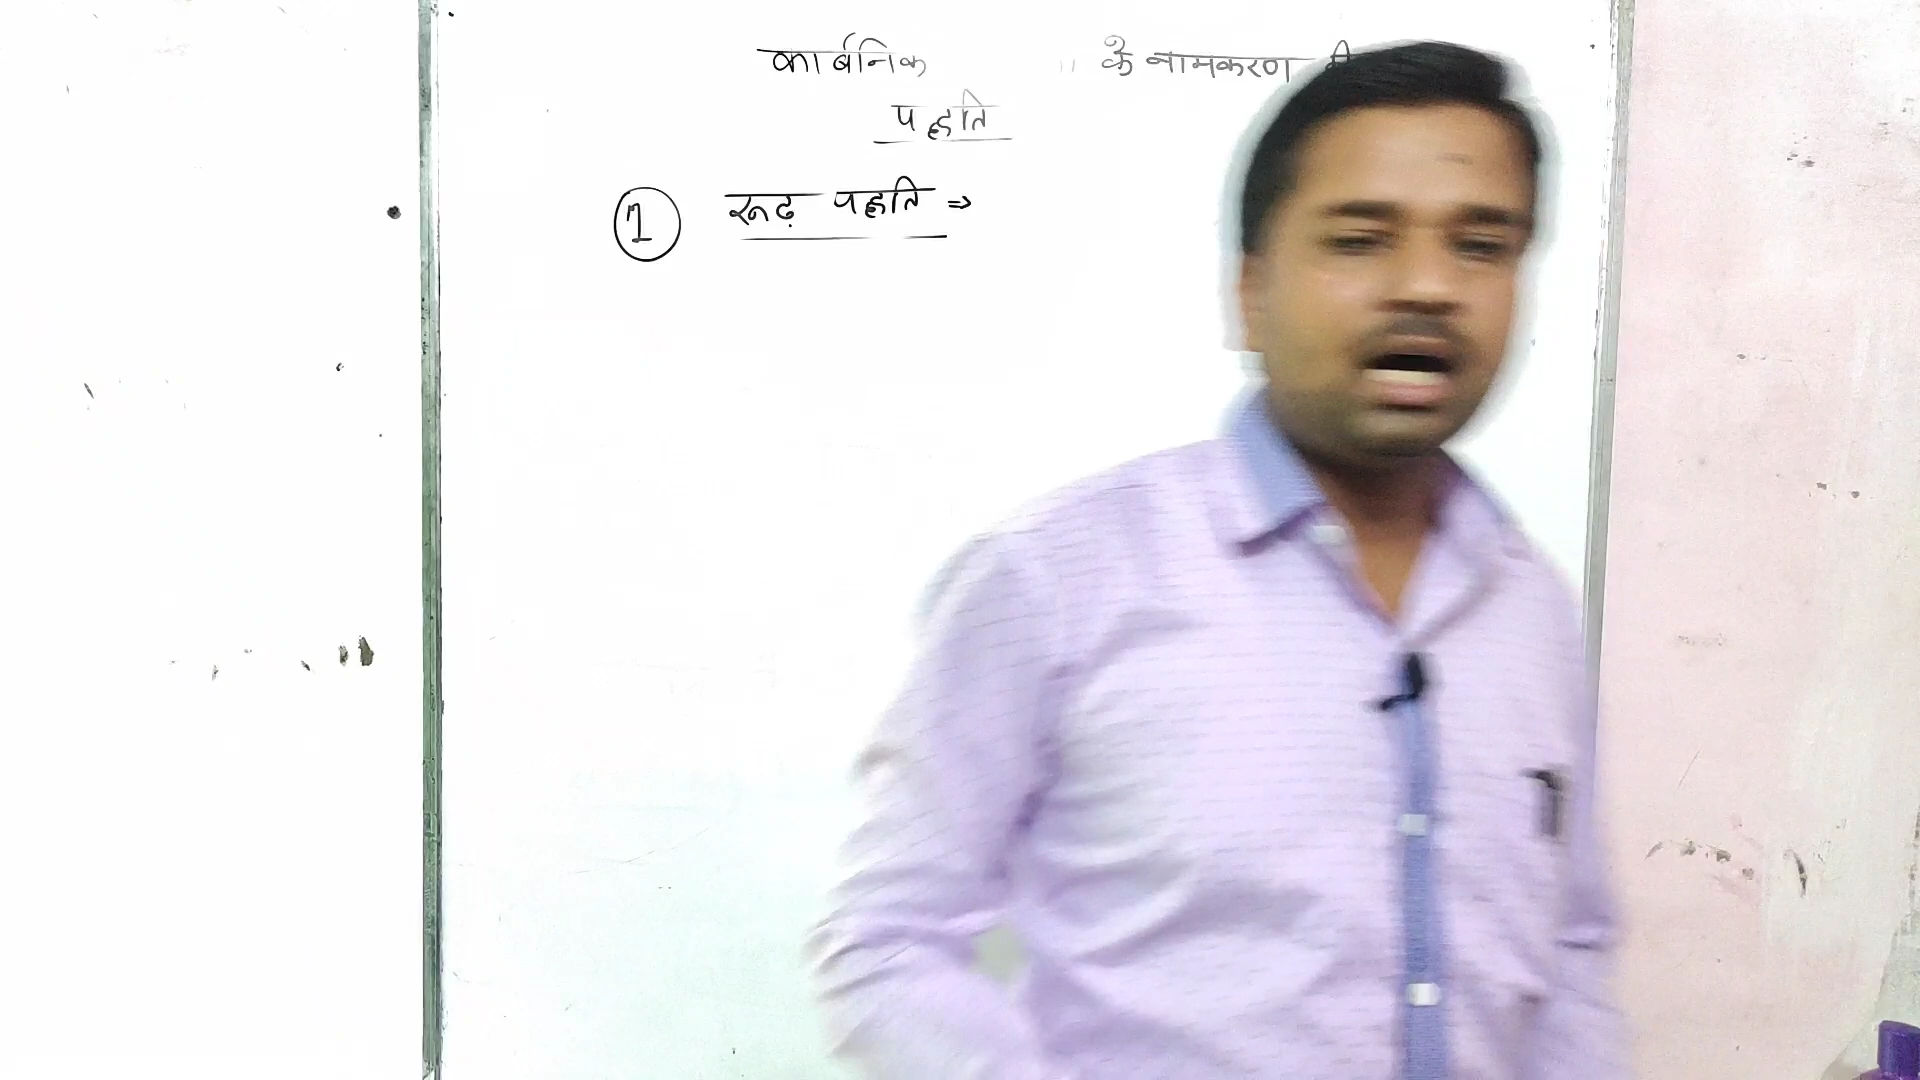 कार्बनिक के नामकरण की
पद्धति
1 रूढ़ पद्धति ⇒